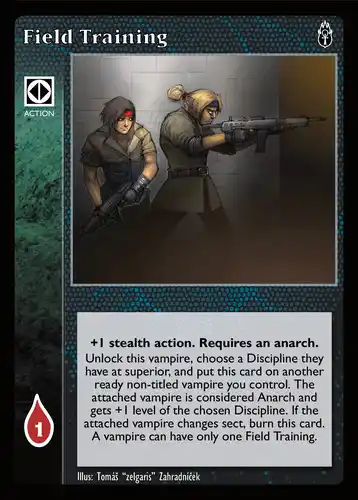 Field Training
ACTION
+1 stealth action. Requires an anarch.
Unlock this vampire, choose a Discipline they
have at superior, and put this card on another
ready non-titled vampire you control. The
attached vampire is considered Anarch and
gets +1 level of the chosen Discipline. If the
attached vampire changes sect, burn this card.
A vampire can have only one Field Training.
1
Illus: Tomáš "zelgaris" Zahradníček